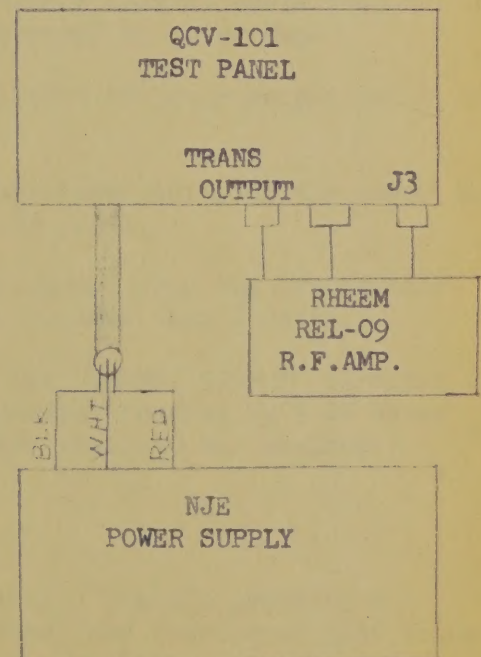 QCV-101
TEST PANEL
TRANS
OUTPUT
J3
RHEEM
REL-09
R.F.AMP.
BLK
WHT
RED
NJE
POWER SUPPLY